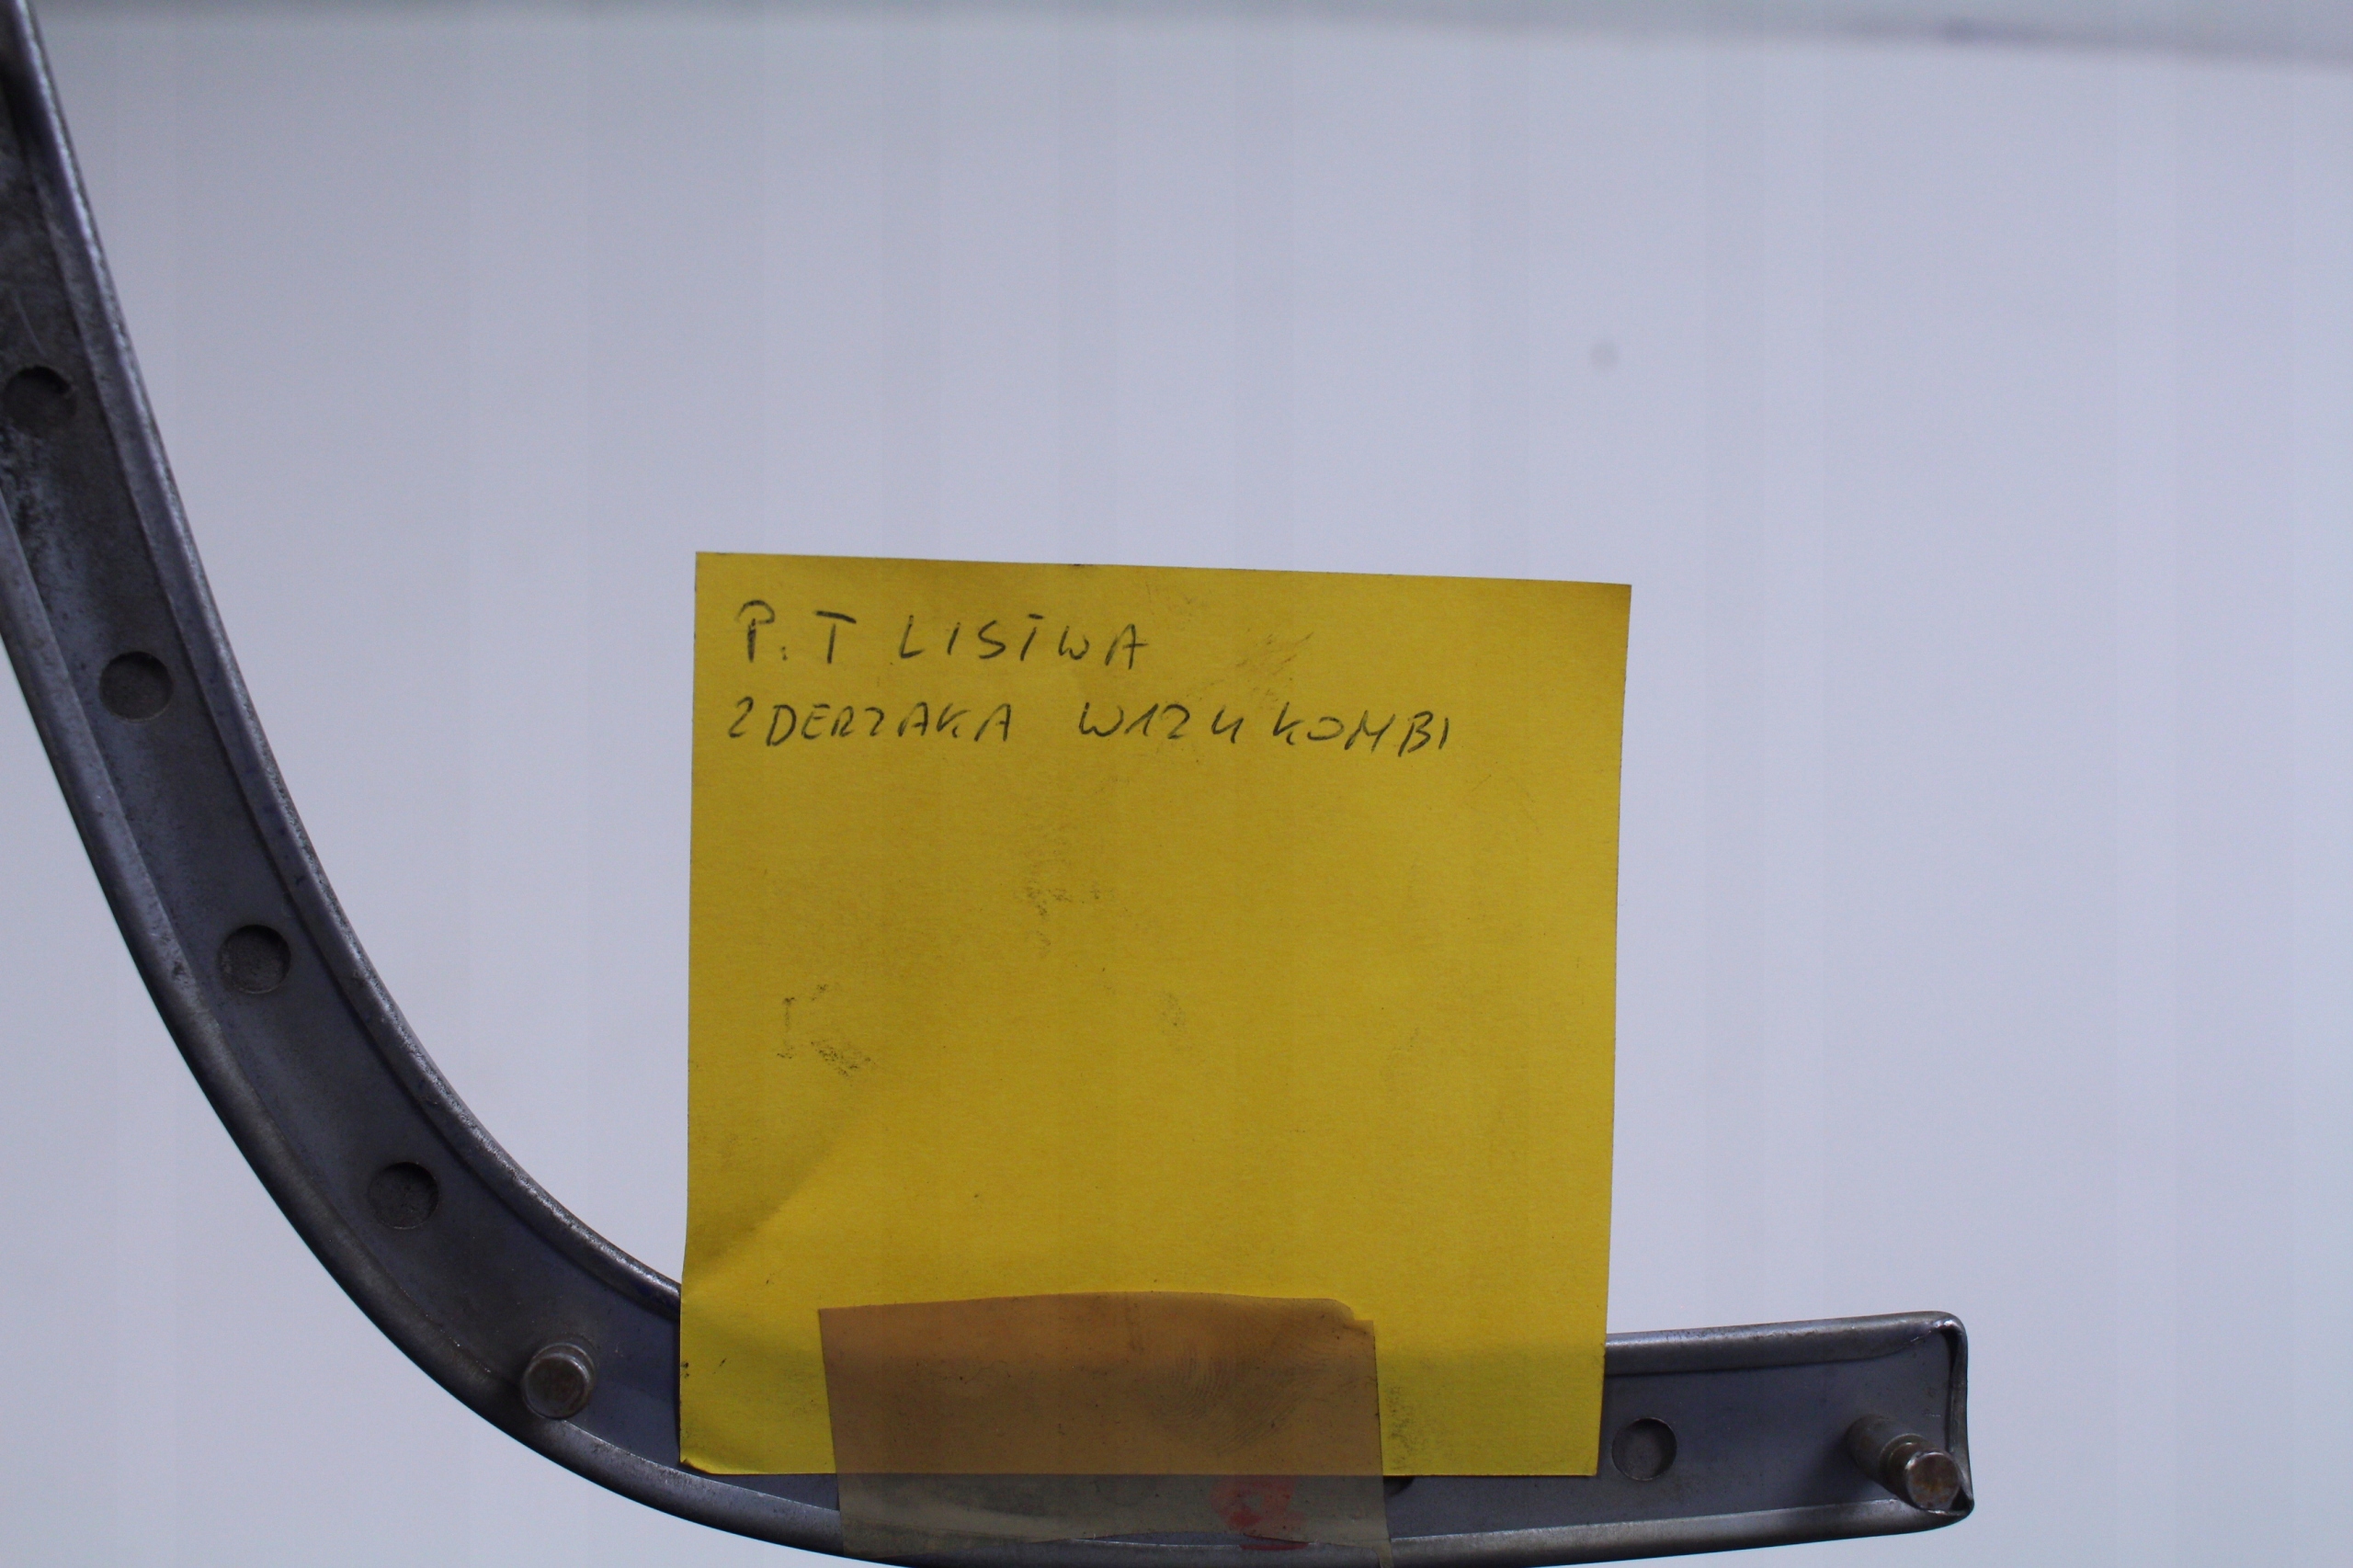 P.T LISTWA
ZDERZAKA W124 KOMBI